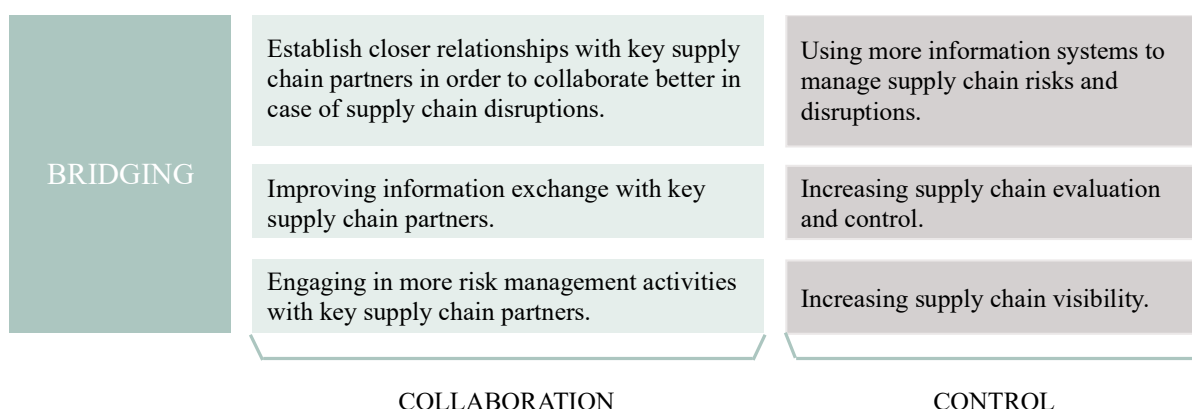 BRIDGING
Establish closer relationships with key supply
chain partners in order to collaborate better in
case of supply chain disruptions.
Using more information systems to
manage supply chain risks and
disruptions.
Improving information exchange with key
supply chain partners.
Increasing supply chain evaluation
and control.
Engaging in more risk management activities
with key supply chain partners.
Increasing supply chain visibility.
COLLABORATION
CONTROL